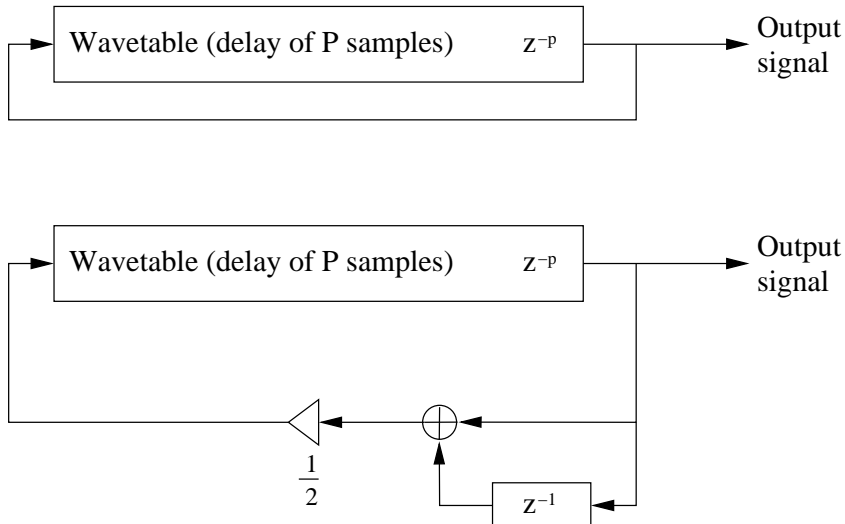 Wavetable (delay of P samples) z⁻ᵖ
Output
signal
Wavetable (delay of P samples) z⁻ᵖ
Output
signal
1
2
z⁻¹